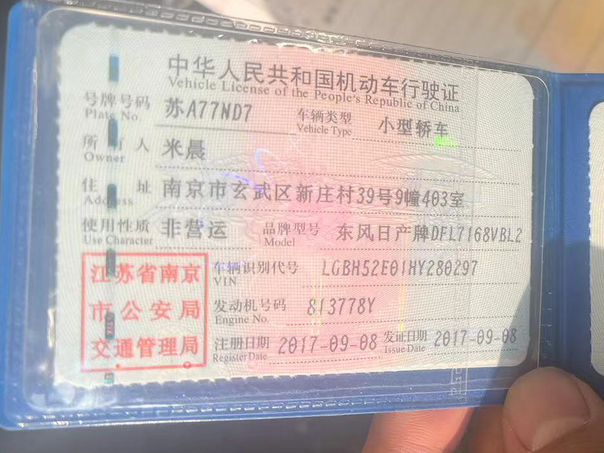 中华人民共和国机动车行驶证
Vehicle License of the People's Republic of China
号牌号码 苏A77ND7 车辆类型 小型轿车
Plate No. Vehicle Type
所有人 米晨
Owner
住址 南京市玄武区新庄村39号9幢403室
Address
使用性质 非营运 品牌型号 东风日产牌DFL7168VBL2
Use Character Model
江苏省南京 车辆识别代号 LGBH52E01HY280297
VIN
市公安局 发动机号码 813778Y
Engine No.
交通管理局 注册日期 2017-09-08 发证日期 2017-09-08
Register Date Issue Date